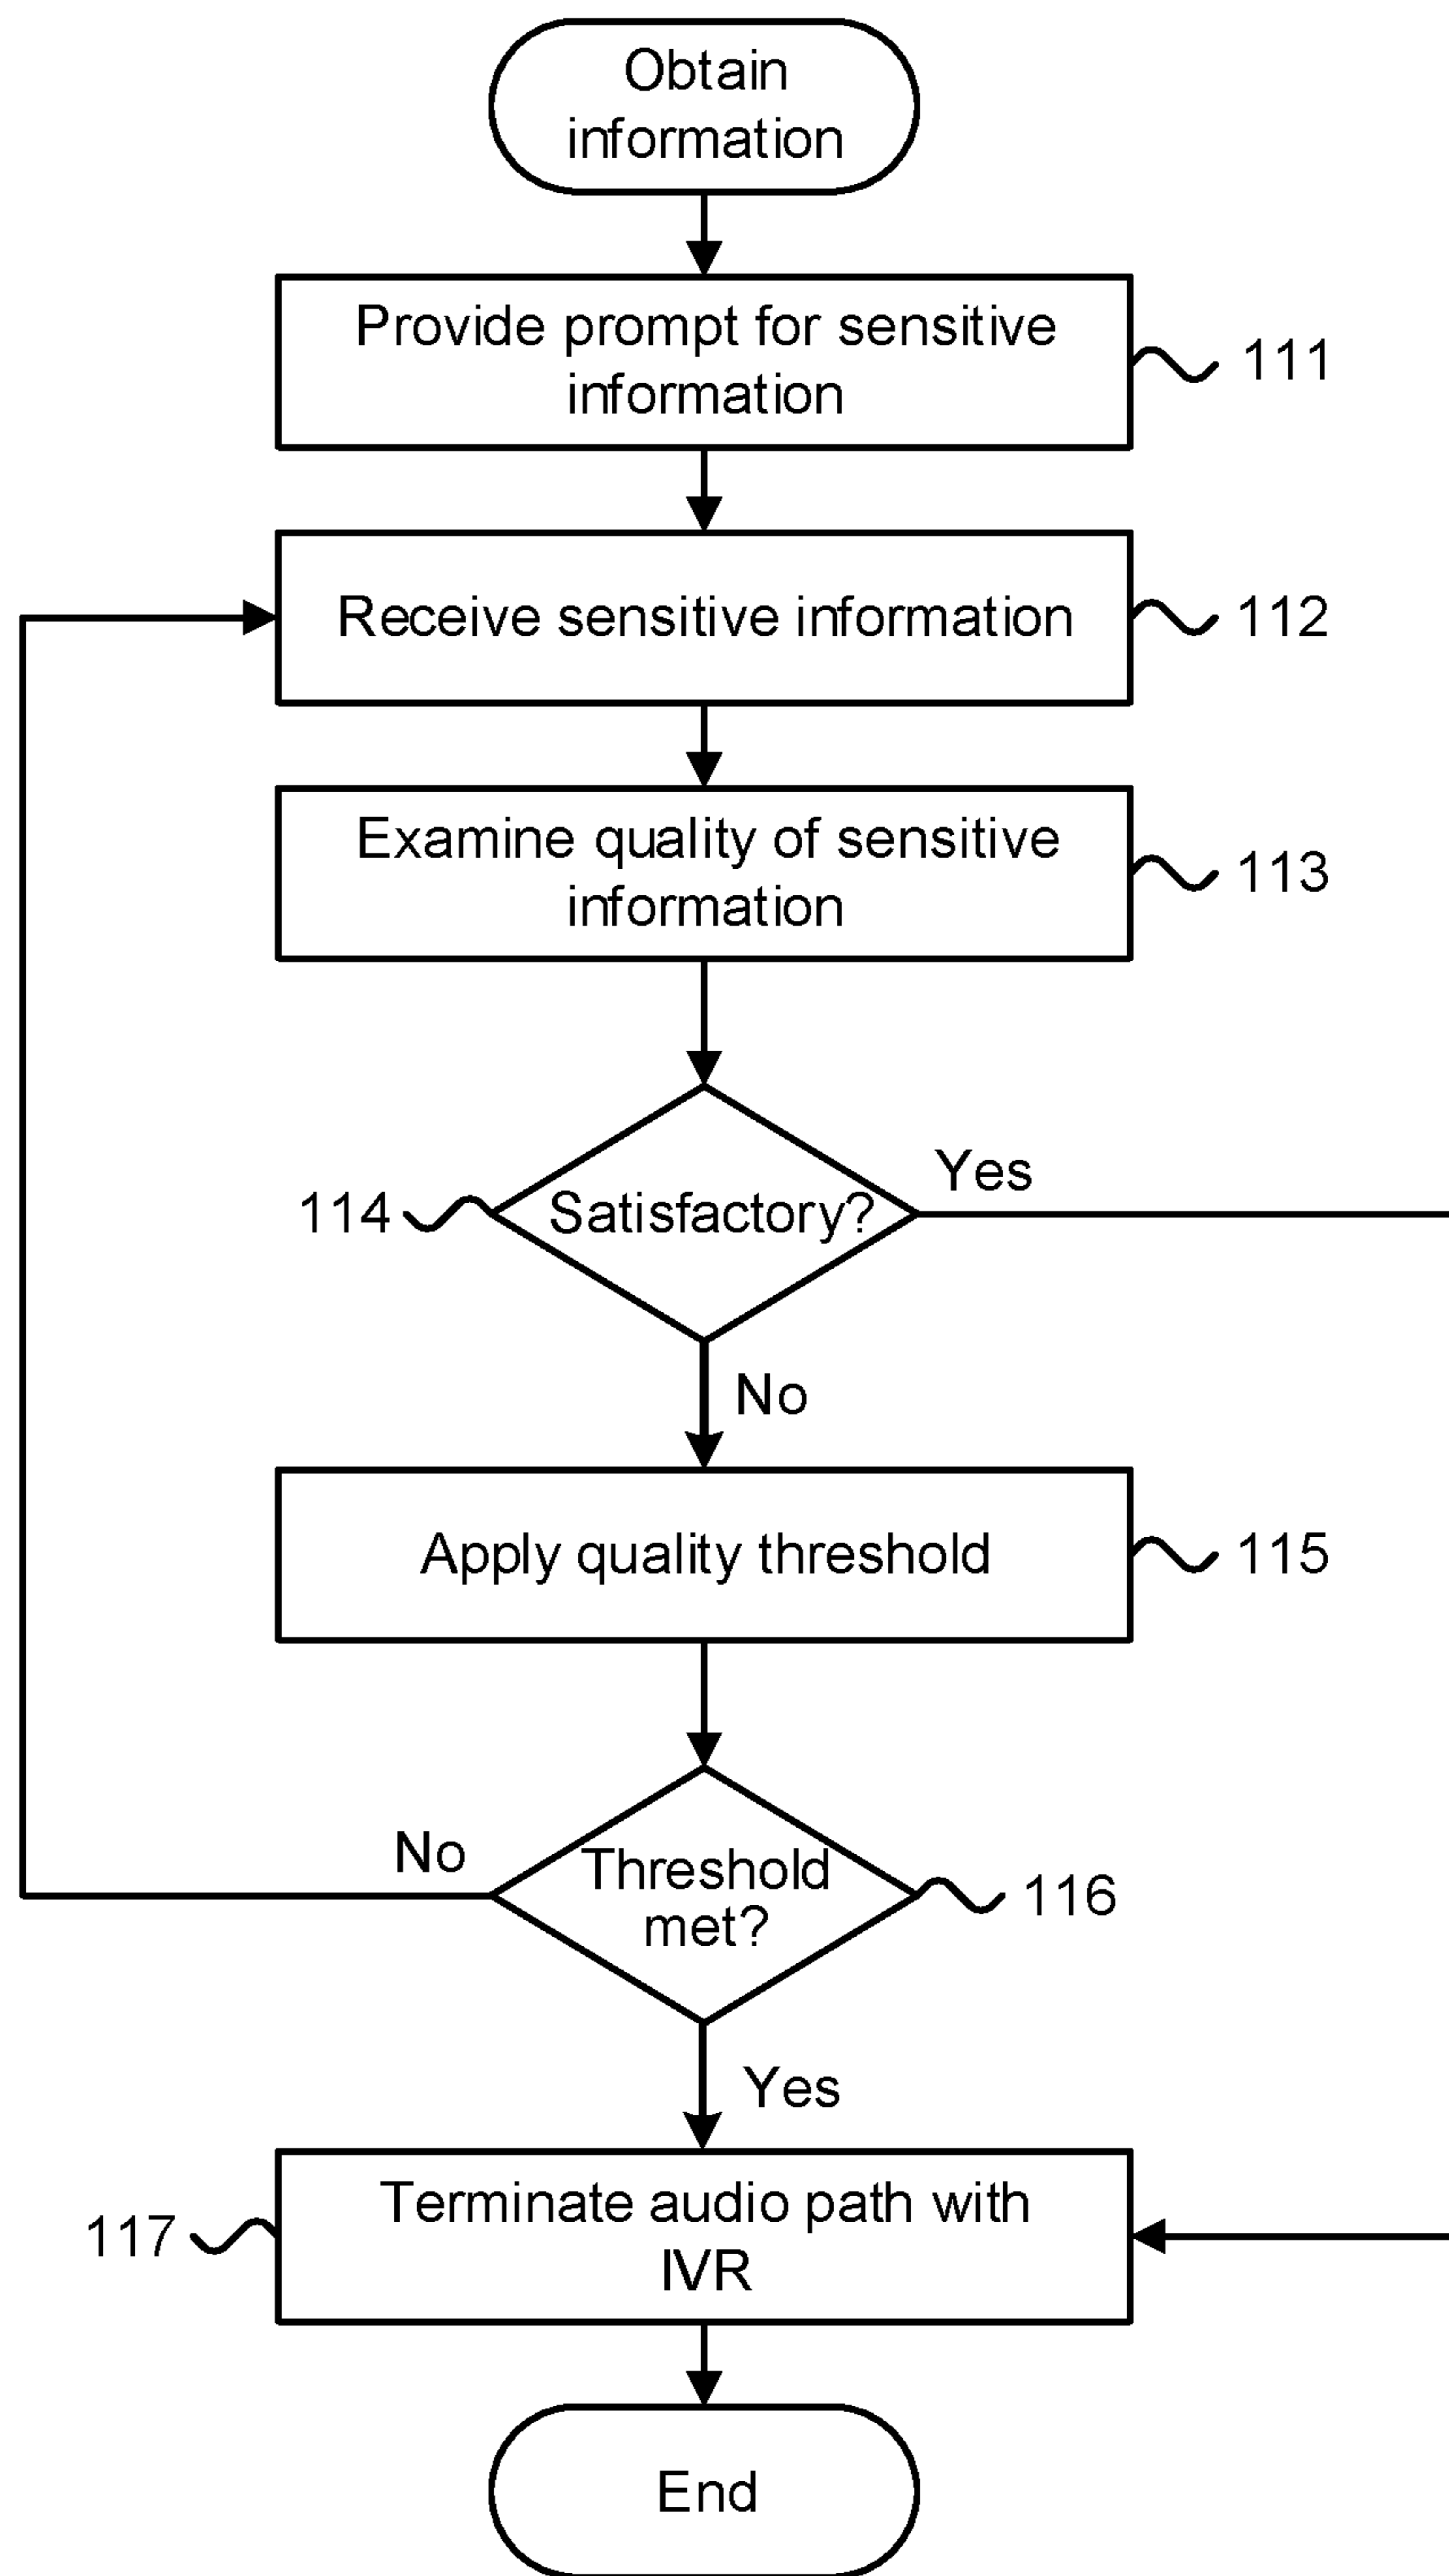 Obtain
information
Provide prompt for sensitive
information
111
Receive sensitive information
112
Examine quality of sensitive
information
113
Yes
114
Satisfactory?
No
Apply quality threshold
115
No
Threshold
met?
116
Yes
Terminate audio path with
IVR
117
End